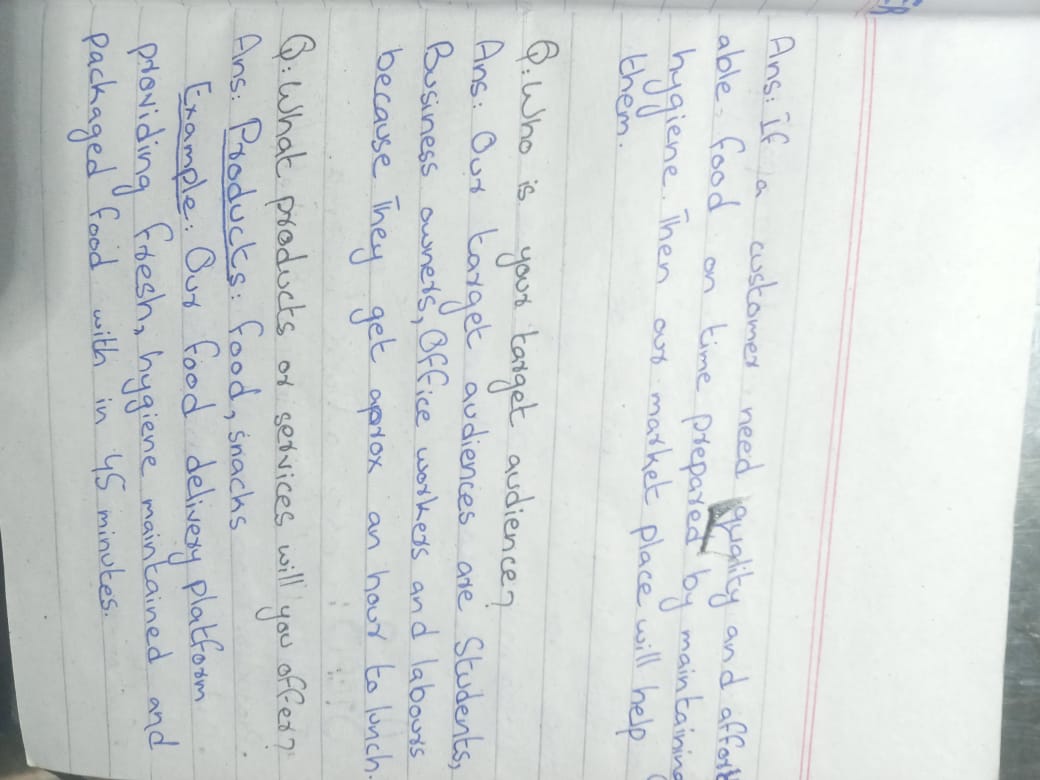 Ans: if a customer need quality and afford
able food on time prepared by maintaining
hygiene. Then our market place will help
them.
Q: Who is your target audience?
Ans: Our target audiences are Students,
Business owners, Office workers and labours
because They get aprox an hour to lunch.
Q: What products or services will you offer?
Ans: Products: food, snacks
Example: Our food delivery platform
providing fresh, hygiene maintained and
packaged food with in 45 minutes.